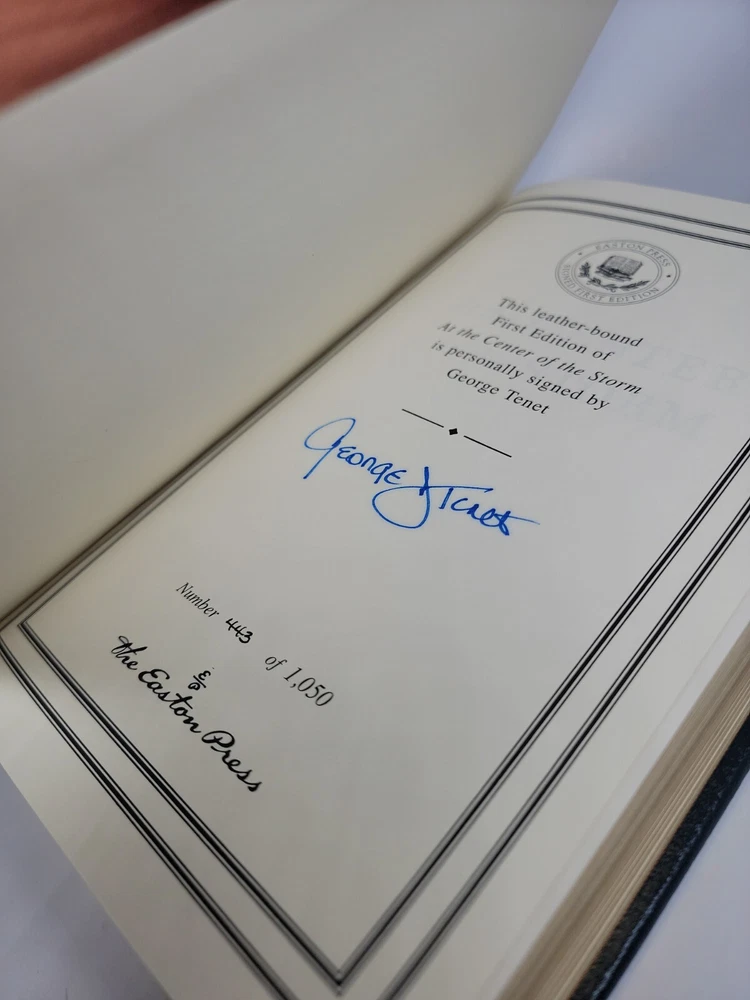 EASTON PRESS
SIGNED FIRST EDITION
This leather-bound
First Edition of
At the Center of the Storm
is personally signed by
George Tenet
George J Tenet
Number 443 of 1,050
The Easton Press